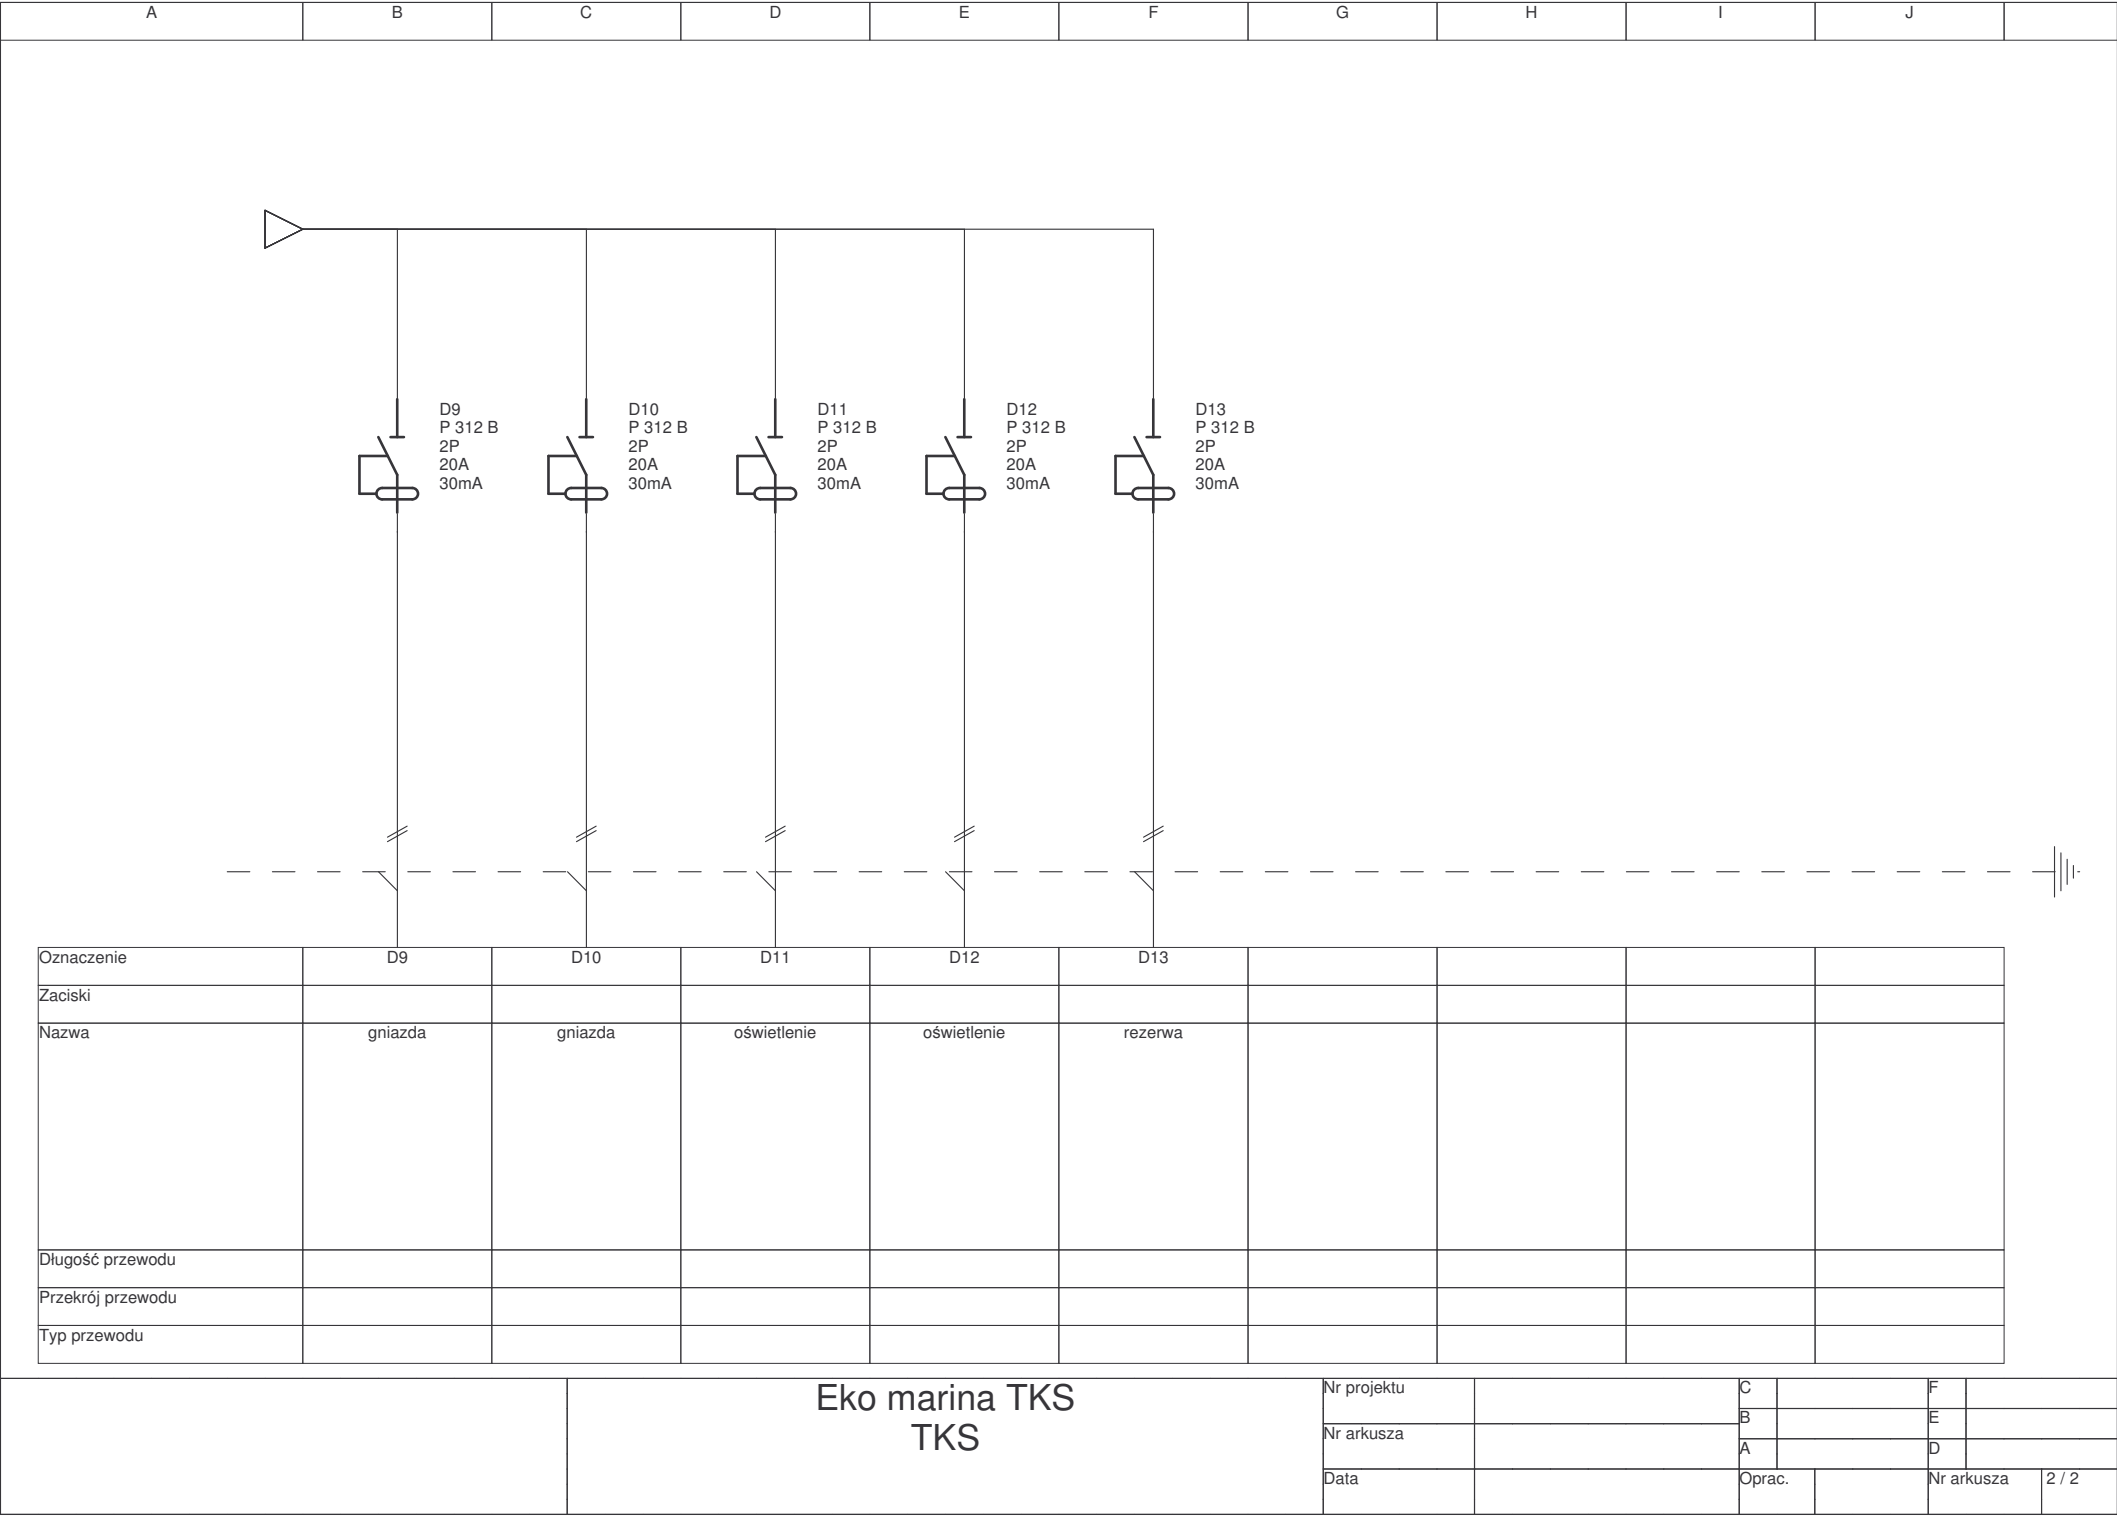 A B C D E F G H I J
D9
P 312 B
2P
20A
30mA
D10
P 312 B
2P
20A
30mA
D11
P 312 B
2P
20A
30mA
D12
P 312 B
2P
20A
30mA
D13
P 312 B
2P
20A
30mA
Oznaczenie D9 D10 D11 D12 D13
Zaciski
Nazwa gniazda gniazda oświetlenie oświetlenie rezerwa
Długość przewodu
Przekrój przewodu
Typ przewodu
Eko marina TKS
TKS
Nr projektu
Nr arkusza
Data
C F
B E
A D
Oprac. Nr arkusza 2 / 2